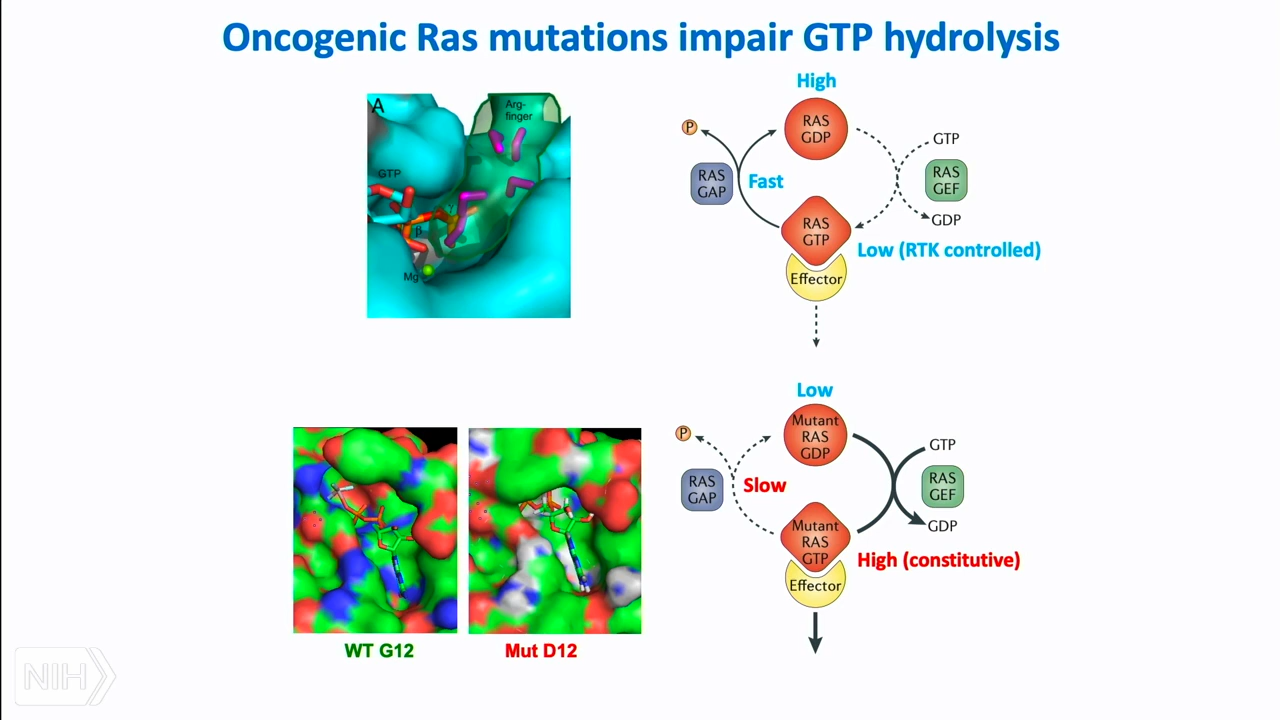 Oncogenic Ras mutations impair GTP hydrolysis
A
Arg-
finger
GTP
γ
β
Mg
High
P
RAS
GDP
GTP
RAS
GAP
Fast
RAS
GEF
GDP
RAS
GTP
Low (RTK controlled)
Effector
Low
P
Mutant
RAS
GDP
GTP
RAS
GAP
Slow
RAS
GEF
GDP
Mutant
RAS
GTP
High (constitutive)
Effector
WT G12
Mut D12
NIH